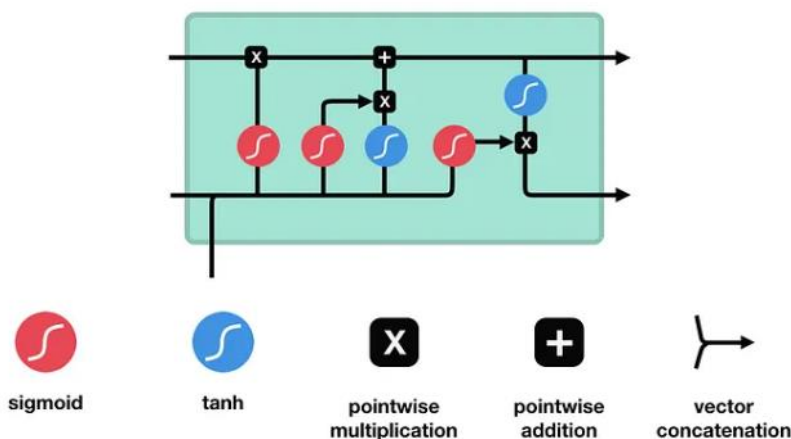 X
+
X
X
X
+
sigmoid
tanh
pointwise
multiplication
pointwise
addition
vector
concatenation